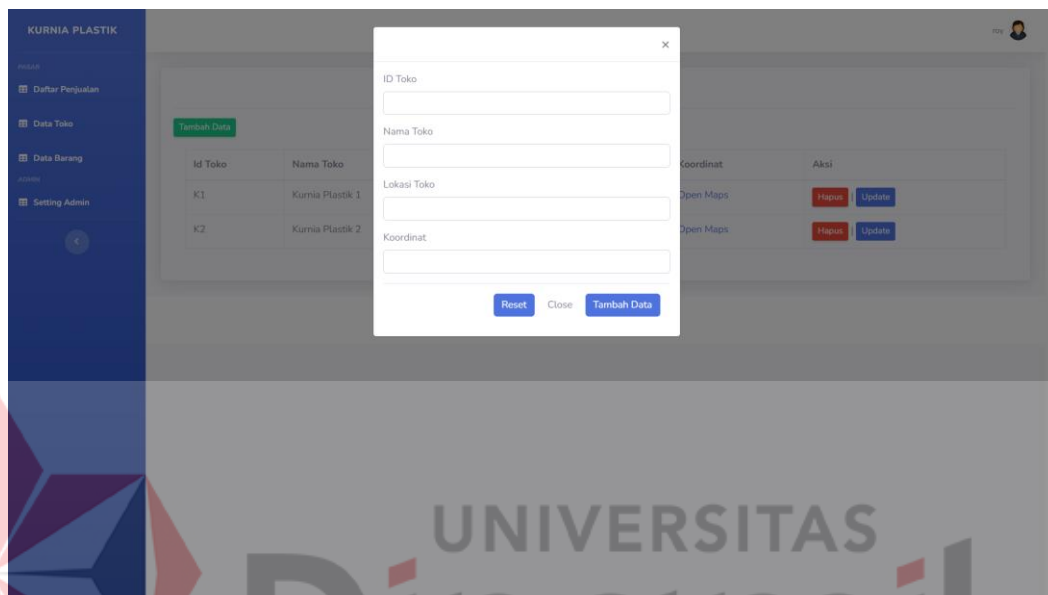 KURNIA PLASTIK
roy
PASAR
Daftar Penjualan
Data Toko
Data Barang
ADMIN
Setting Admin
Tambah Data
Id Toko Nama Toko Koordinat Aksi
K1 Kurnia Plastik 1 Open Maps Hapus | Update
K2 Kurnia Plastik 2 Open Maps Hapus | Update
×
ID Toko
Nama Toko
Lokasi Toko
Koordinat
Reset Close Tambah Data
UNIVERSITAS